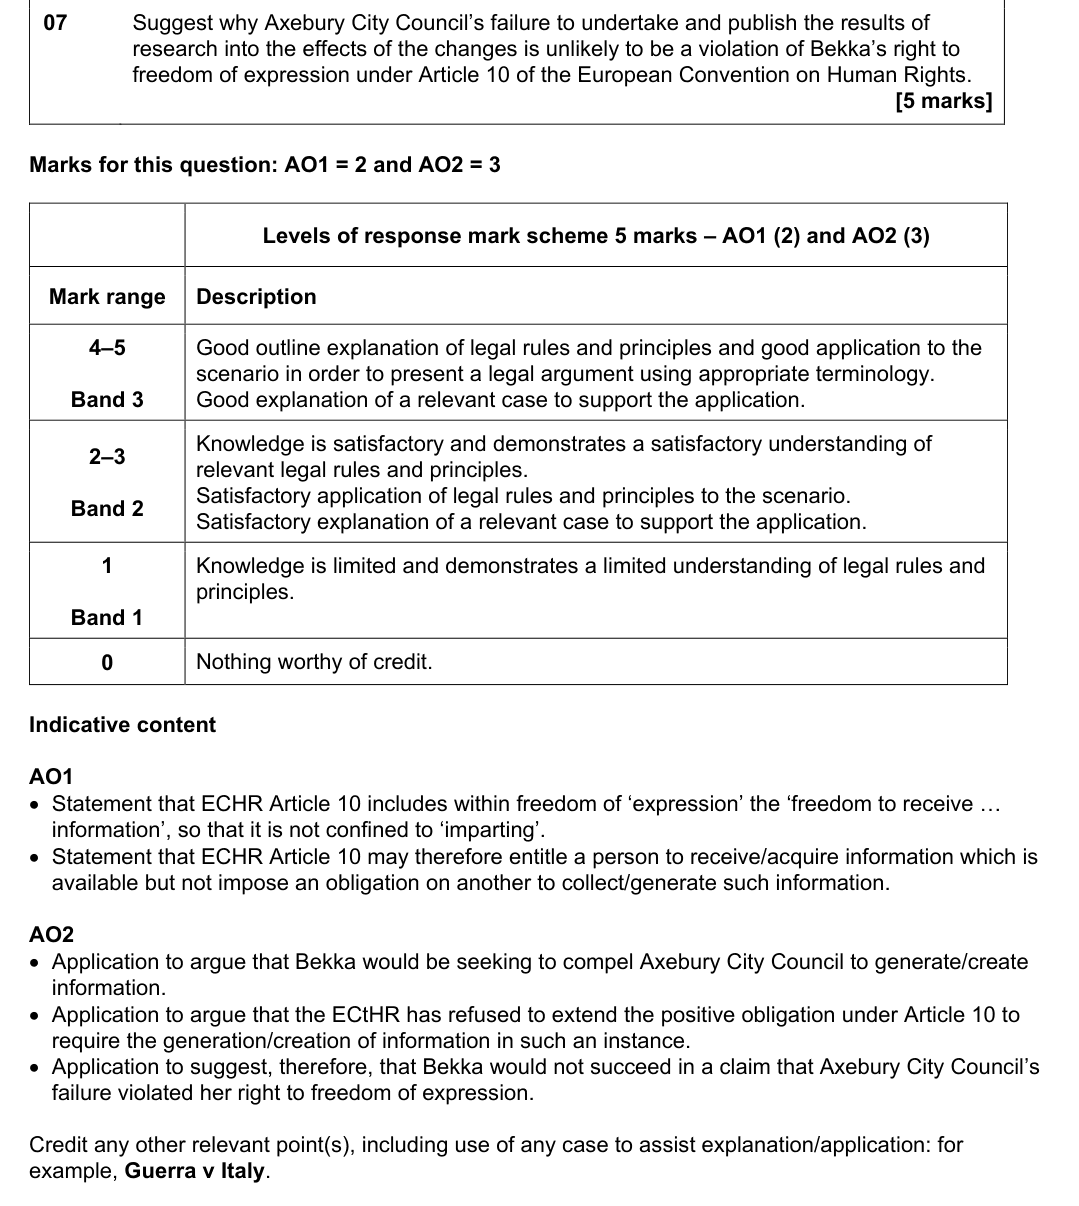 07 Suggest why Axebury City Council’s failure to undertake and publish the results of
research into the effects of the changes is unlikely to be a violation of Bekka’s right to
freedom of expression under Article 10 of the European Convention on Human Rights.
[5 marks]
Marks for this question: AO1 = 2 and AO2 = 3
Levels of response mark scheme 5 marks – AO1 (2) and AO2 (3)
Mark range Description
4–5 Good outline explanation of legal rules and principles and good application to the
scenario in order to present a legal argument using appropriate terminology.
Band 3 Good explanation of a relevant case to support the application.
2–3 Knowledge is satisfactory and demonstrates a satisfactory understanding of
relevant legal rules and principles.
Satisfactory application of legal rules and principles to the scenario.
Band 2 Satisfactory explanation of a relevant case to support the application.
1 Knowledge is limited and demonstrates a limited understanding of legal rules and
principles.
Band 1
0 Nothing worthy of credit.
Indicative content
AO1
• Statement that ECHR Article 10 includes within freedom of ‘expression’ the ‘freedom to receive …
information’, so that it is not confined to ‘imparting’.
• Statement that ECHR Article 10 may therefore entitle a person to receive/acquire information which is
available but not impose an obligation on another to collect/generate such information.
AO2
• Application to argue that Bekka would be seeking to compel Axebury City Council to generate/create
information.
• Application to argue that the ECtHR has refused to extend the positive obligation under Article 10 to
require the generation/creation of information in such an instance.
• Application to suggest, therefore, that Bekka would not succeed in a claim that Axebury City Council’s
failure violated her right to freedom of expression.
Credit any other relevant point(s), including use of any case to assist explanation/application: for
example, Guerra v Italy.